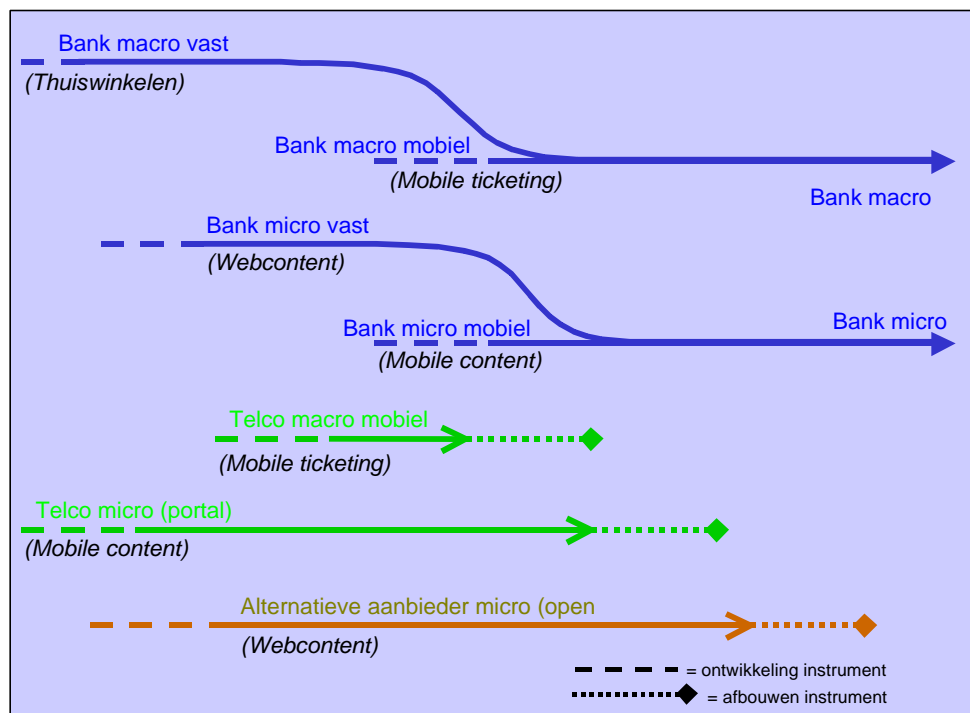 Bank macro vast
(Thuiswinkelen)
Bank macro mobiel
(Mobile ticketing)
Bank macro
Bank micro vast
(Webcontent)
Bank micro mobiel
Bank micro
(Mobile content)
Telco macro mobiel
(Mobile ticketing)
Telco micro (portal)
(Mobile content)
Alternatieve aanbieder micro (open
(Webcontent)
= ontwikkeling instrument
= afbouwen instrument